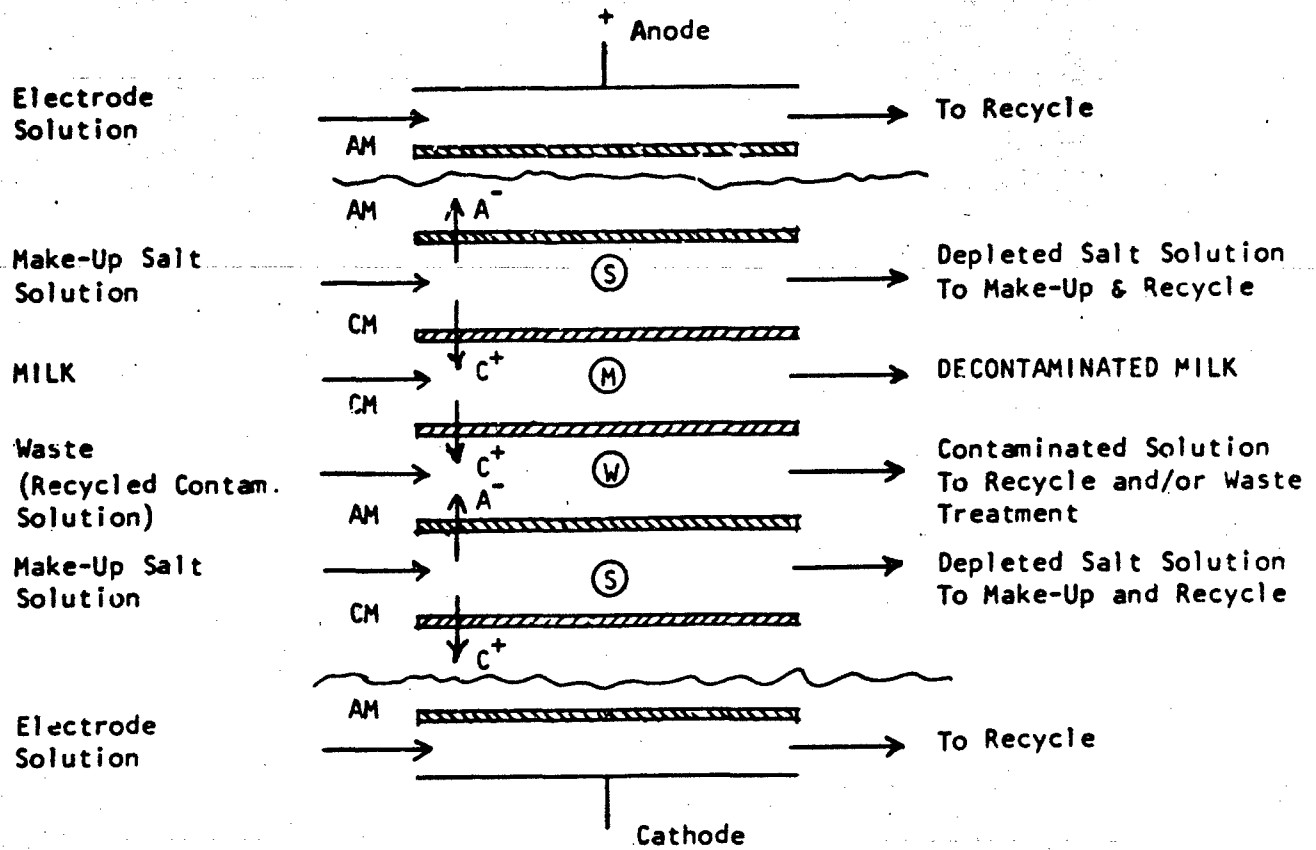 +
Anode
Electrode
Solution
To Recycle
AM
AM
A⁻
Make-Up Salt
Solution
S
Depleted Salt Solution
To Make-Up & Recycle
CM
MILK
C⁺
M
DECONTAMINATED MILK
CM
Waste
(Recycled Contam.
Solution)
C⁺
A⁻
W
Contaminated Solution
To Recycle and/or Waste
Treatment
AM
Make-Up Salt
Solution
S
Depleted Salt Solution
To Make-Up and Recycle
CM
C⁺
AM
Electrode
Solution
To Recycle
Cathode